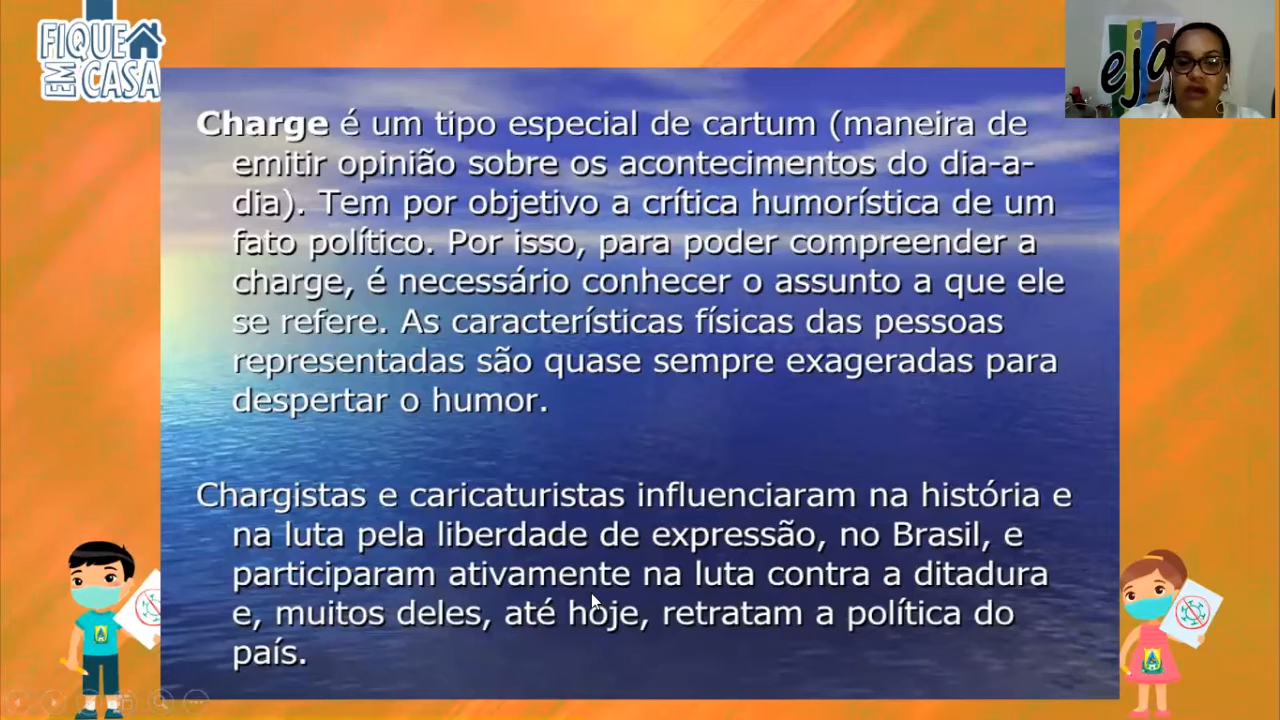 FIQUE
EM
CASA
eja
Charge é um tipo especial de cartum (maneira de
emitir opinião sobre os acontecimentos do dia-a-
dia). Tem por objetivo a crítica humorística de um
fato político. Por isso, para poder compreender a
charge, é necessário conhecer o assunto a que ele
se refere. As características físicas das pessoas
representadas são quase sempre exageradas para
despertar o humor.
Chargistas e caricaturistas influenciaram na história e
na luta pela liberdade de expressão, no Brasil, e
participaram ativamente na luta contra a ditadura
e, muitos deles, até hoje, retratam a política do
país.